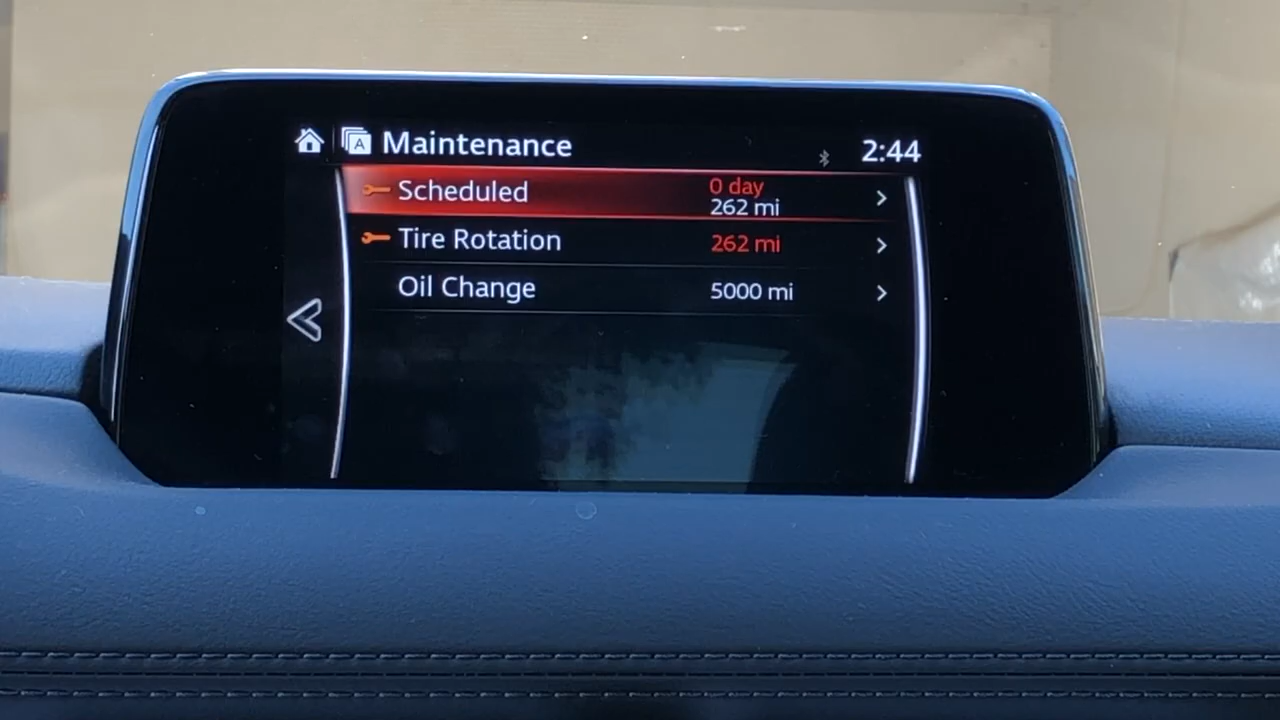 A Maintenance 2:44
Scheduled 0 day
262 mi
Tire Rotation 262 mi
Oil Change 5000 mi